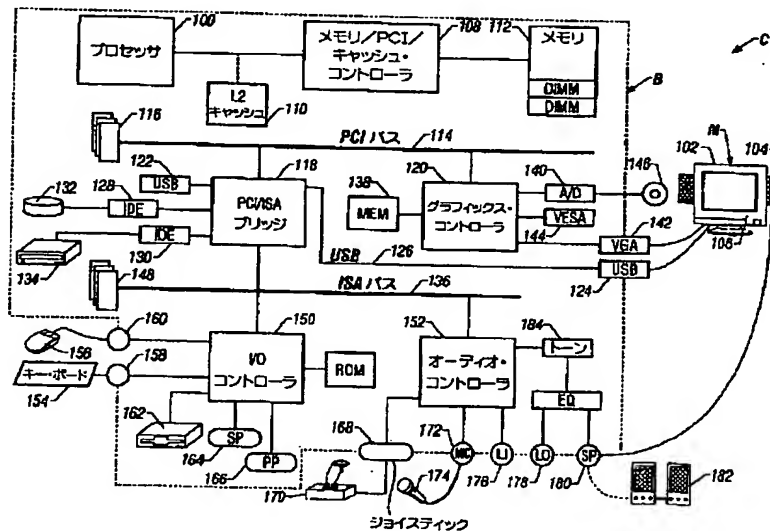 100
プロセッサ
メモリ/PCI/
キャッシュ・
コントローラ
108
112
メモリ
DIMM
DIMM
C
B
L2
キャッシュ
110
116
PCI バス
114
M
102
104
106
122
USB
118
PCI/ISA
ブリッジ
120
グラフィックス・
コントローラ
140
A/D
146
132
128
IDE
138
MEM
VESA
144
142
VGA
134
130
IDE
USB
126
USB
124
148
ISA バス
136
160
156
150
I/O
コントローラ
ROM
152
オーディオ・
コントローラ
184
トーン
EQ
158
キー・ボード
154
162
SP
164
PP
166
168
172
MC
LI
176
LO
178
SP
180
182
170
174
ジョイスティック